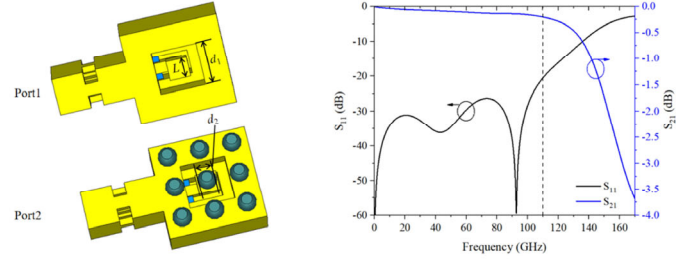 Port1
L
d₁
d₂
Port2
0
-10
-20
-30
-40
-50
-60
S₁₁ (dB)
0 20 40 60 80 100 120 140 160
Frequency (GHz)
0.0
-0.5
-1.0
-1.5
-2.0
-2.5
-3.0
-3.5
-4.0
S₂₁ (dB)
S₁₁
S₂₁